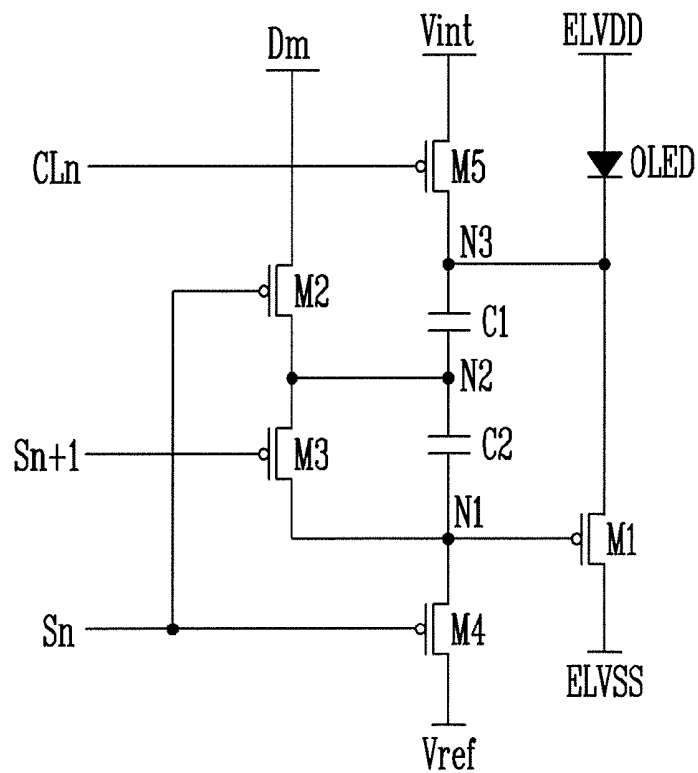 Dm
Vint
ELVDD
CLn
M5
OLED
N3
M2
C1
N2
Sn+1
M3
C2
N1
M1
Sn
M4
ELVSS
Vref